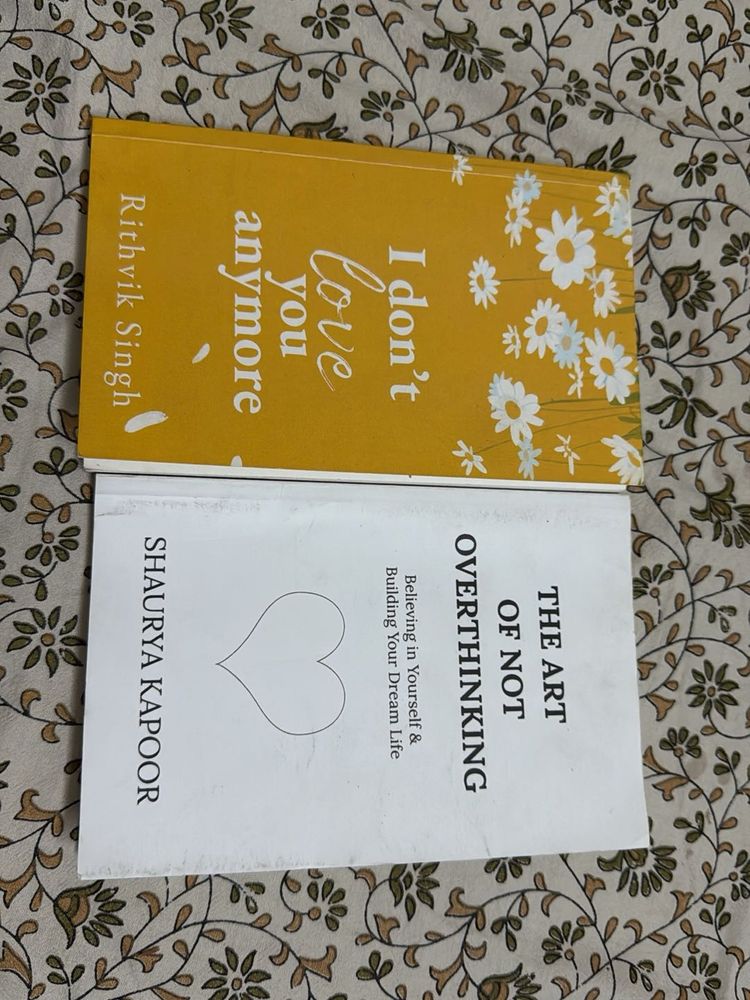 I don't
love
you
anymore
Rithvik Singh
THE ART
OF NOT
OVERTHINKING
Believing in Yourself &
Building Your Dream Life
SHAURYA KAPOOR